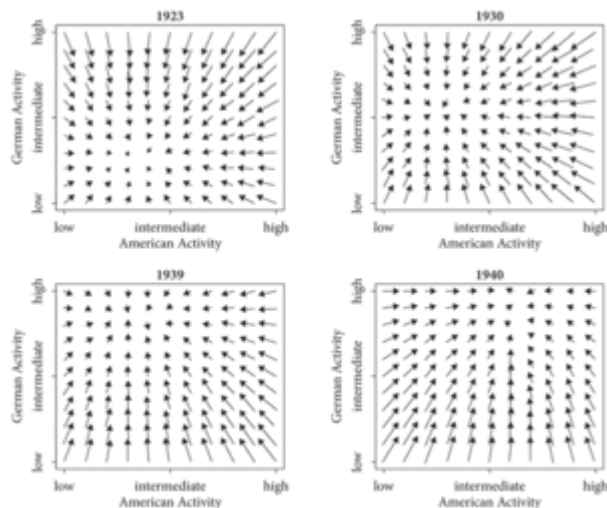 1923
high
intermediate
low
German Activity
low intermediate high
American Activity
1930
high
intermediate
low
German Activity
low intermediate high
American Activity
1939
high
intermediate
low
German Activity
low intermediate high
American Activity
1940
high
intermediate
low
German Activity
low intermediate high
American Activity